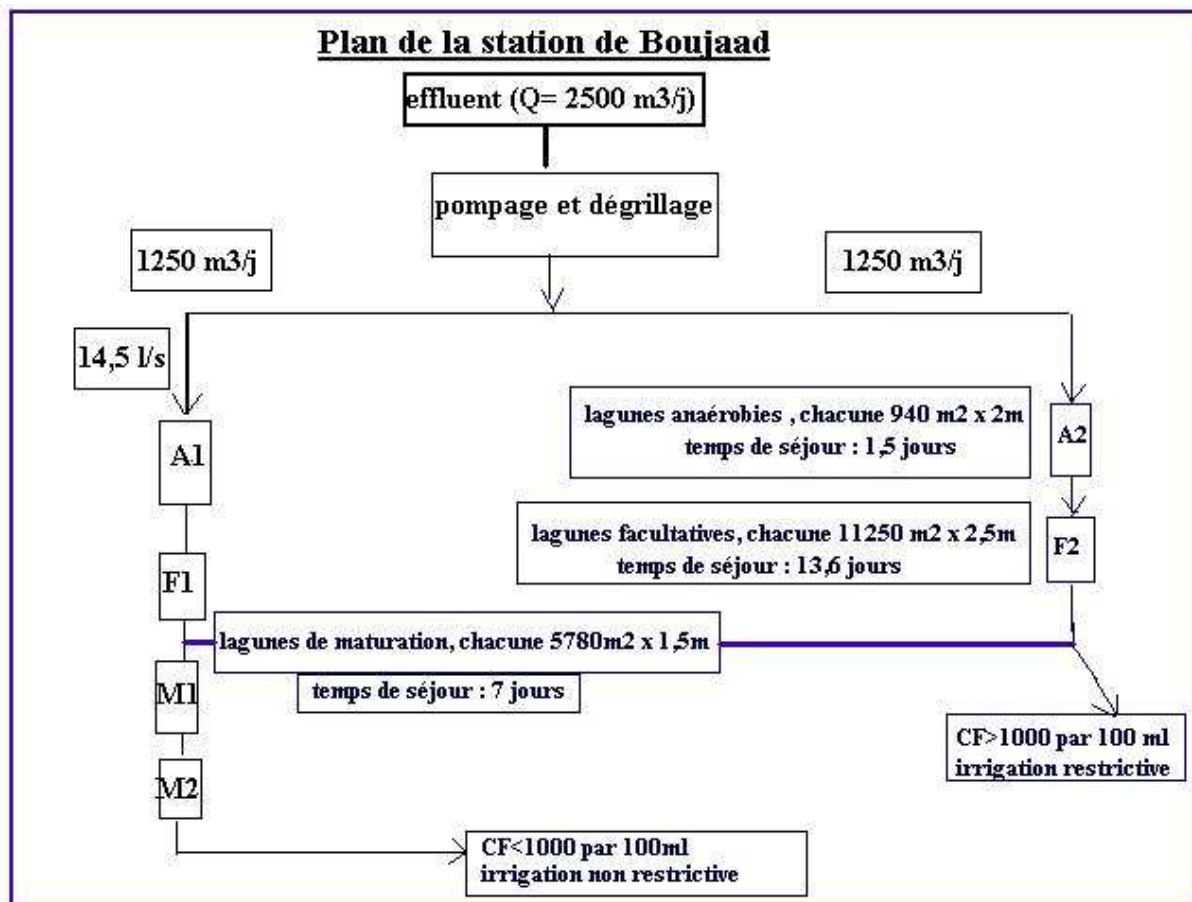 Plan de la station de Boujaad
effluent (Q= 2500 m3/j)
pompage et dégrillage
1250 m3/j
1250 m3/j
14,5 l/s
A1
lagunes anaérobies , chacune 940 m2 x 2m
temps de séjour : 1,5 jours
A2
lagunes facultatives, chacune 11250 m2 x 2,5m
temps de séjour : 13,6 jours
F2
F1
lagunes de maturation, chacune 5780m2 x 1,5m
temps de séjour : 7 jours
M1
M2
CF>1000 par 100 ml
irrigation restrictive
CF<1000 par 100ml
irrigation non restrictive